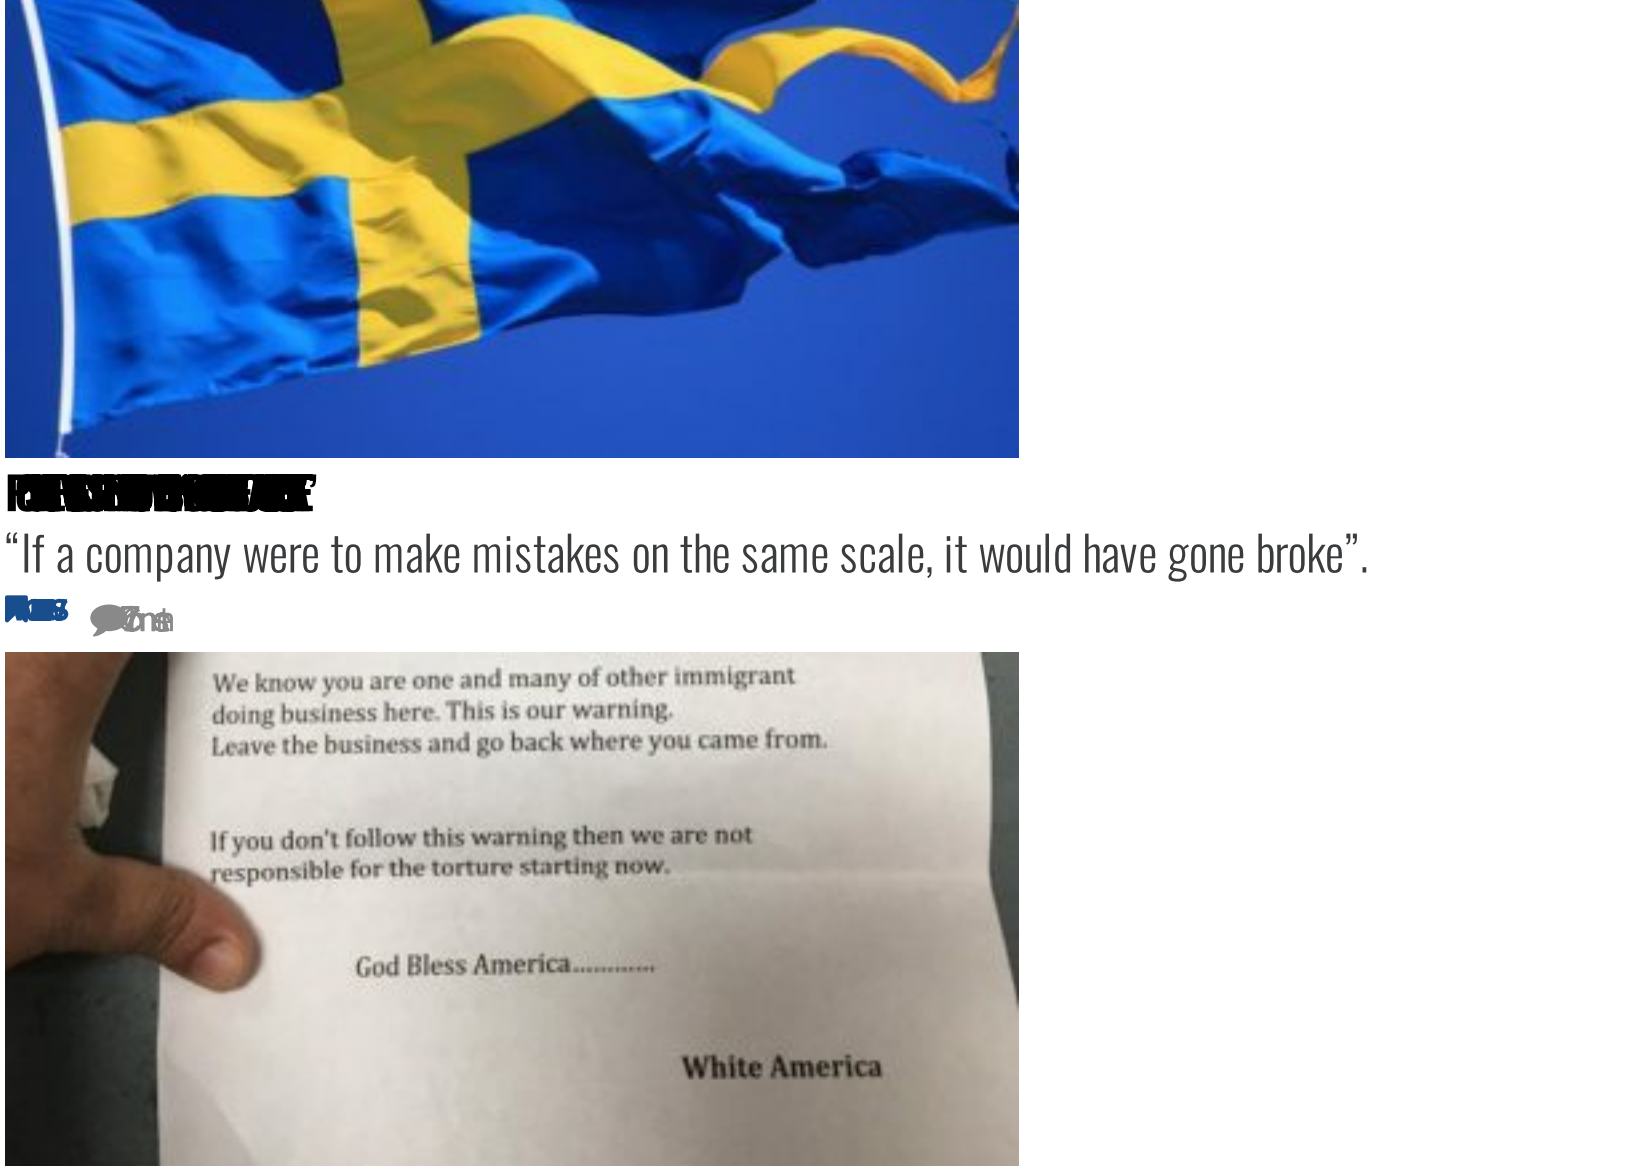 “If a company were to make mistakes on the same scale, it would have gone broke”.
We know you are one and many of other immigrant
doing business here. This is our warning.
Leave the business and go back where you came from.
If you don't follow this warning then we are not
responsible for the torture starting now.
God Bless America.............
White America